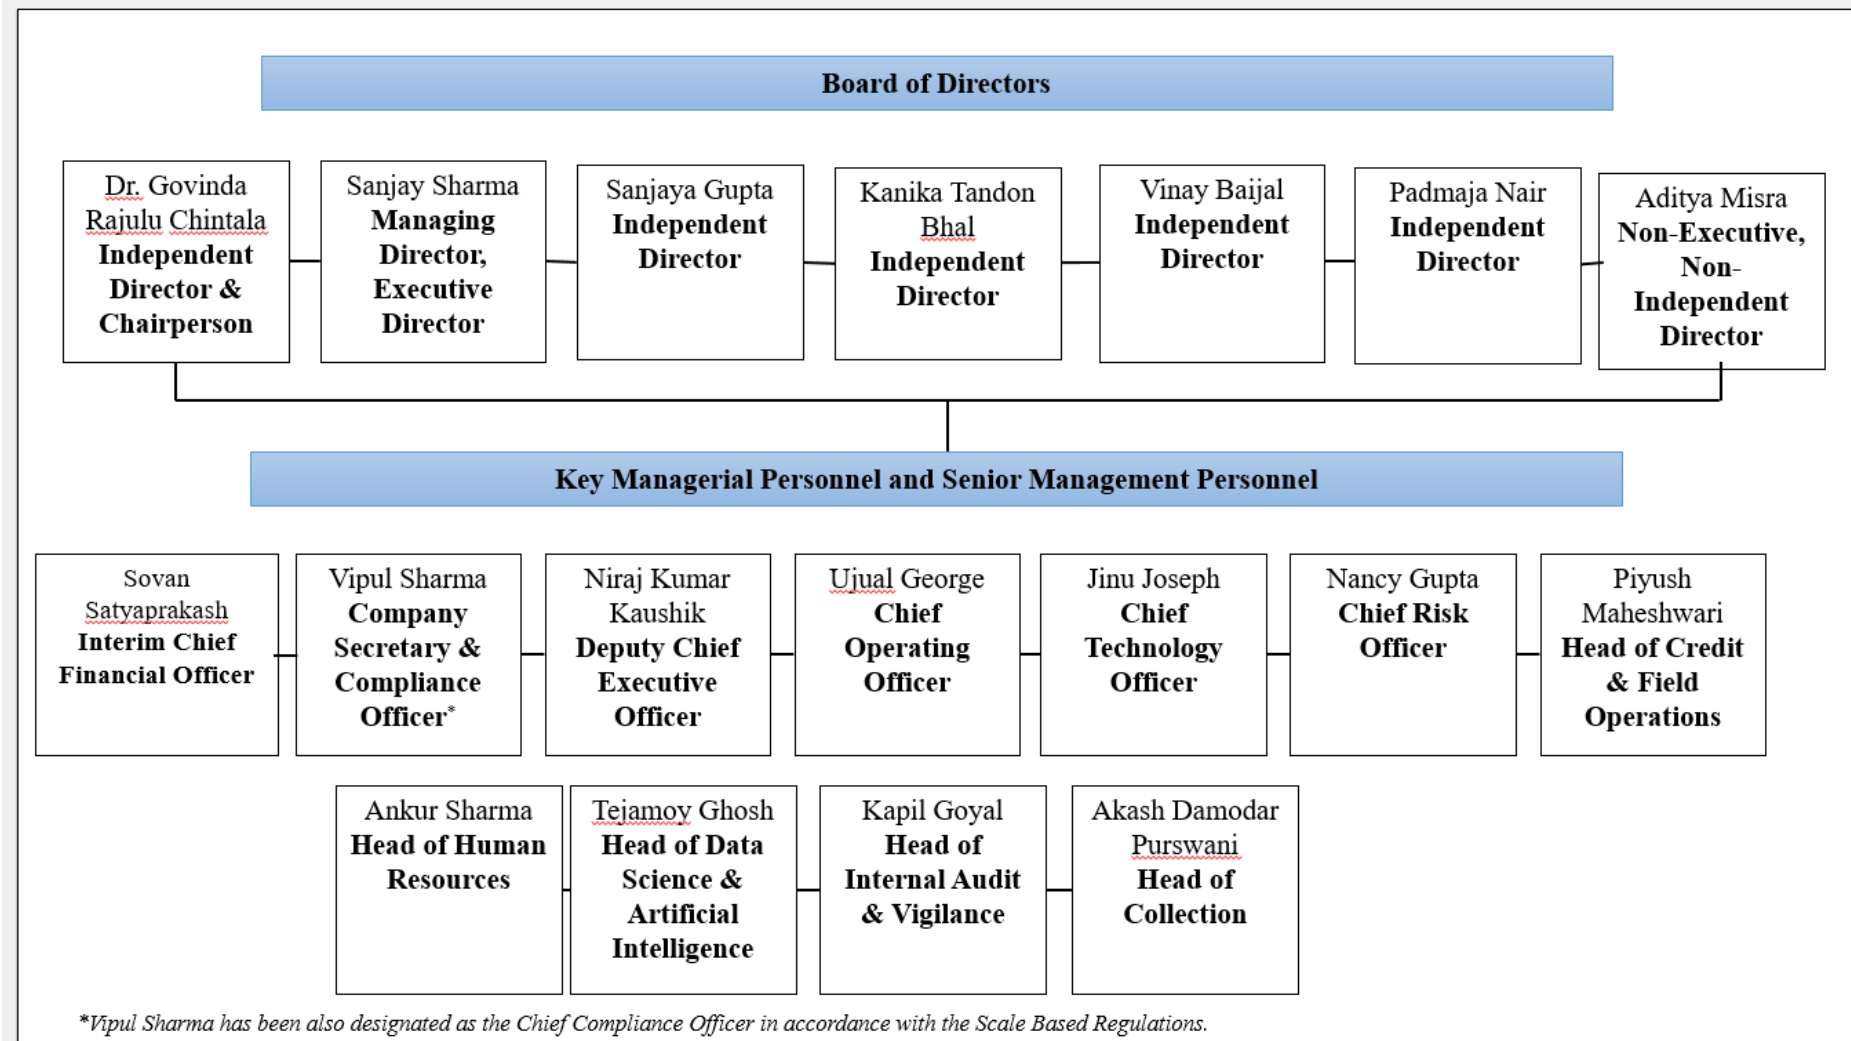 Board of Directors
Dr. Govinda
Rajulu Chintala
Independent
Director &
Chairperson
Sanjay Sharma
Managing
Director,
Executive
Director
Sanjaya Gupta
Independent
Director
Kanika Tandon
Bhal
Independent
Director
Vinay Baijal
Independent
Director
Padmaja Nair
Independent
Director
Aditya Misra
Non-Executive,
Non-
Independent
Director
Key Managerial Personnel and Senior Management Personnel
Sovan
Satyaprakash
Interim Chief
Financial Officer
Vipul Sharma
Company
Secretary &
Compliance
Officer*
Niraj Kumar
Kaushik
Deputy Chief
Executive
Officer
Ujual George
Chief
Operating
Officer
Jinu Joseph
Chief
Technology
Officer
Nancy Gupta
Chief Risk
Officer
Piyush
Maheshwari
Head of Credit
& Field
Operations
Ankur Sharma
Head of Human
Resources
Tejamoy Ghosh
Head of Data
Science &
Artificial
Intelligence
Kapil Goyal
Head of
Internal Audit
& Vigilance
Akash Damodar
Purswani
Head of
Collection
*Vipul Sharma has been also designated as the Chief Compliance Officer in accordance with the Scale Based Regulations.